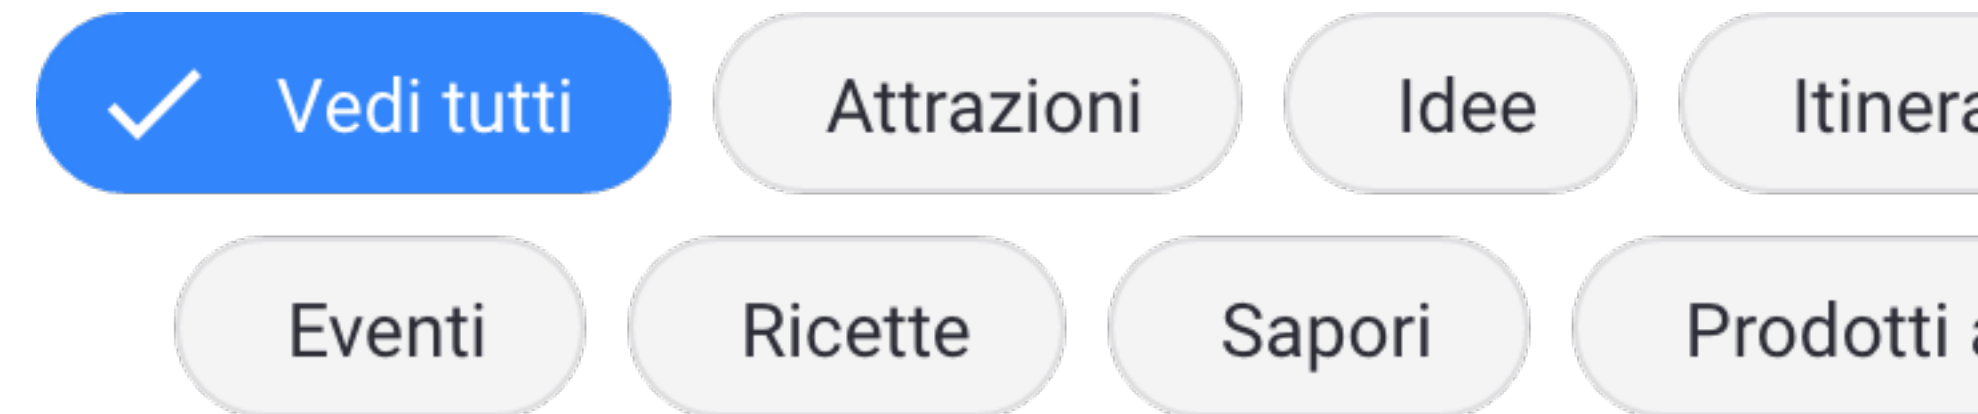 Vedi tutti Attrazioni Idee
Eventi Ricette Sapori Prodotti